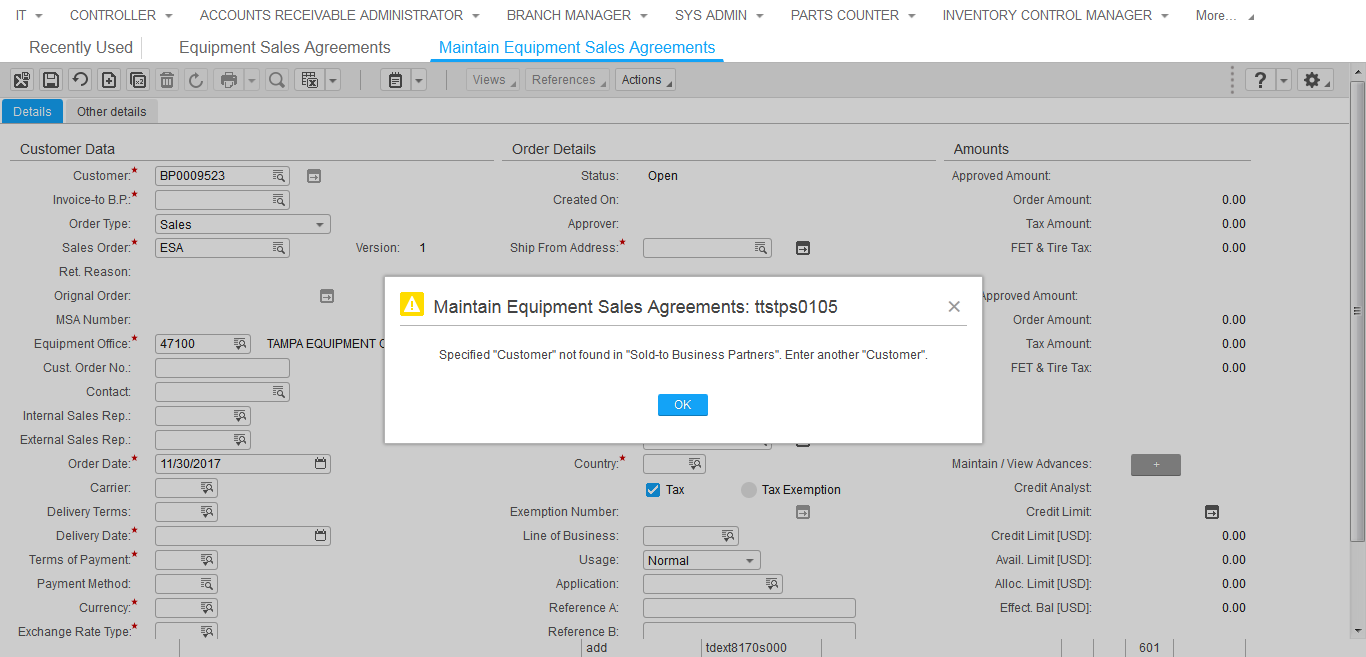 IT CONTROLLER ACCOUNTS RECEIVABLE ADMINISTRATOR BRANCH MANAGER SYS ADMIN PARTS COUNTER INVENTORY CONTROL MANAGER More...
Recently Used Equipment Sales Agreements Maintain Equipment Sales Agreements
Views References Actions ?
Details Other details
Customer Data Order Details Amounts
Customer:* BP0009523 Status: Open Approved Amount:
Invoice-to B.P.:* Created On: Order Amount: 0.00
Order Type: Sales Approver: Tax Amount: 0.00
Sales Order:* ESA Version: 1 Ship From Address:* FET & Tire Tax: 0.00
Ret. Reason:
Orignal Order: Approved Amount:
MSA Number: Order Amount: 0.00
Equipment Office:* 47100 TAMPA EQUIPMENT Tax Amount: 0.00
Cust. Order No.: FET & Tire Tax: 0.00
Contact:
Internal Sales Rep.:
External Sales Rep.:
Maintain Equipment Sales Agreements: ttstps0105
Specified "Customer" not found in "Sold-to Business Partners". Enter another "Customer".
OK
Order Date:* 11/30/2017 Country:* Maintain / View Advances: +
Carrier: Tax Tax Exemption Credit Analyst:
Delivery Terms: Exemption Number: Credit Limit:
Delivery Date:* Line of Business: Credit Limit [USD]: 0.00
Terms of Payment:* Usage: Normal Avail. Limit [USD]: 0.00
Payment Method: Application: Alloc. Limit [USD]: 0.00
Currency:* Reference A: Effect. Bal [USD]: 0.00
Exchange Rate Type:* Reference B:
add tdext8170s000 601